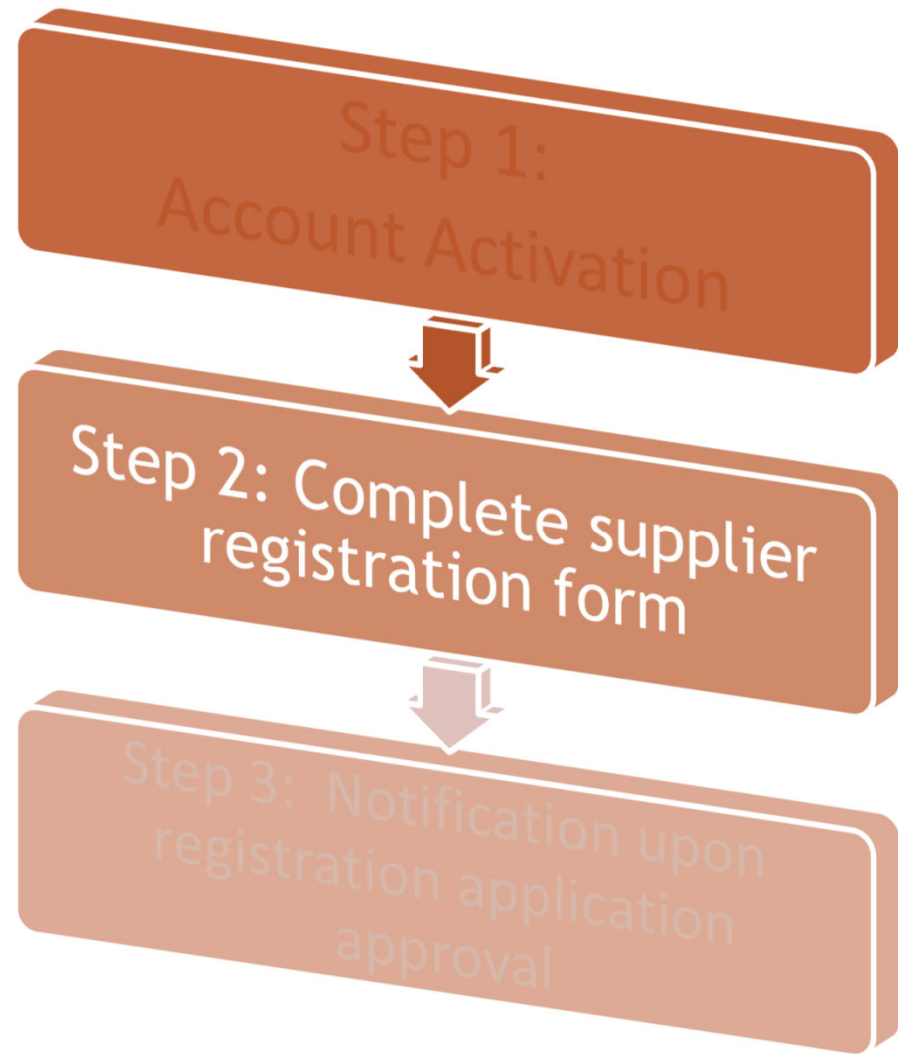 Step 1:
Account Activation
Step 2: Complete supplier
registration form
Step 3: Notification upon
registration application
approval